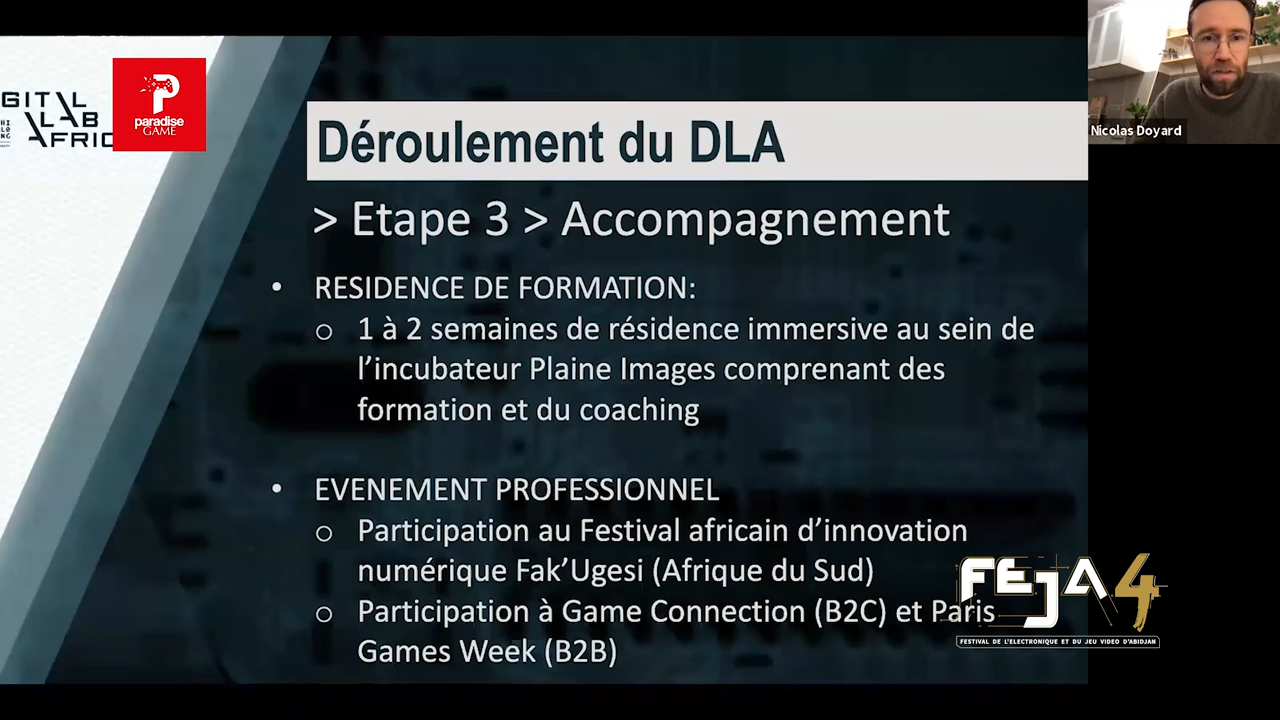 GITAL
LAB
AFRIC
P
paradise
GAME
Nicolas Doyard
Déroulement du DLA
> Etape 3 > Accompagnement
• RESIDENCE DE FORMATION:
o 1 à 2 semaines de résidence immersive au sein de
l’incubateur Plaine Images comprenant des
formation et du coaching
• EVENEMENT PROFESSIONNEL
o Participation au Festival africain d’innovation
numérique Fak’Ugesi (Afrique du Sud)
o Participation à Game Connection (B2C) et Paris
Games Week (B2B)
FEJA 4
FESTIVAL DE L'ELECTRONIQUE ET DU JEU VIDEO D'ABIDJAN